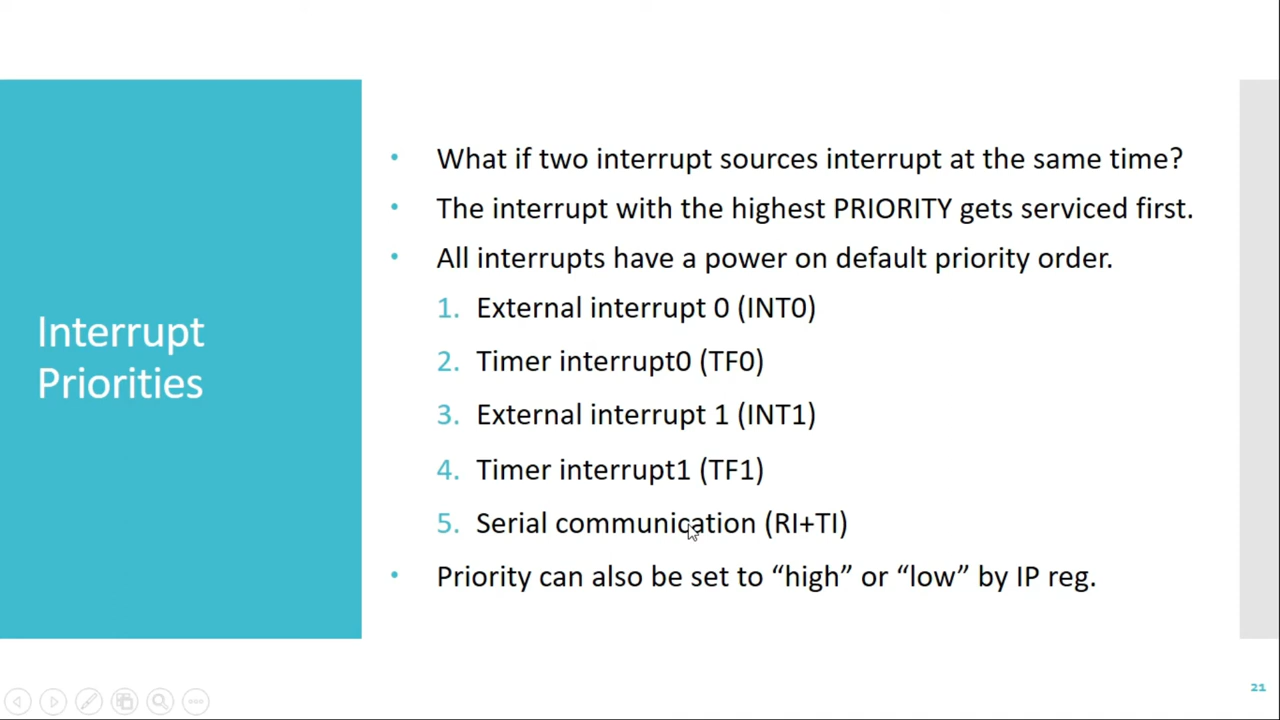 Interrupt
Priorities
• What if two interrupt sources interrupt at the same time?
• The interrupt with the highest PRIORITY gets serviced first.
• All interrupts have a power on default priority order.
1. External interrupt 0 (INT0)
2. Timer interrupt0 (TF0)
3. External interrupt 1 (INT1)
4. Timer interrupt1 (TF1)
5. Serial communication (RI+TI)
• Priority can also be set to “high” or “low” by IP reg.
21